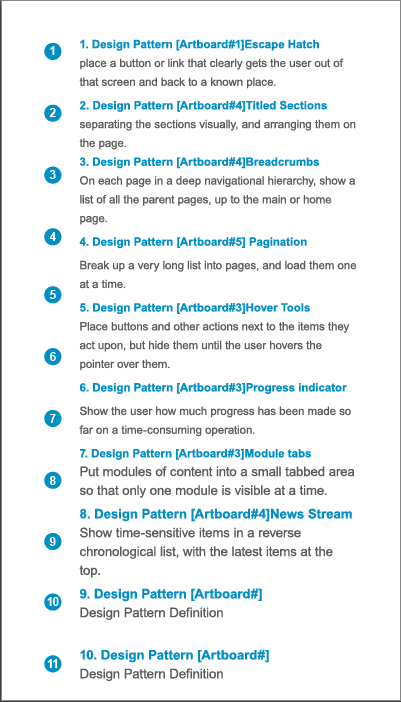 1
1. Design Pattern [Artboard#1]Escape Hatch
place a button or link that clearly gets the user out of
that screen and back to a known place.
2
2. Design Pattern [Artboard#4]Titled Sections
separating the sections visually, and arranging them on
the page.
3
3. Design Pattern [Artboard#4]Breadcrumbs
On each page in a deep navigational hierarchy, show a
list of all the parent pages, up to the main or home
page.
4
4. Design Pattern [Artboard#5] Pagination
Break up a very long list into pages, and load them one
at a time.
5
5. Design Pattern [Artboard#3]Hover Tools
Place buttons and other actions next to the items they
act upon, but hide them until the user hovers the
pointer over them.
6
6. Design Pattern [Artboard#3]Progress indicator
Show the user how much progress has been made so
far on a time-consuming operation.
7
7. Design Pattern [Artboard#3]Module tabs
Put modules of content into a small tabbed area
so that only one module is visible at a time.
8
8. Design Pattern [Artboard#4]News Stream
Show time-sensitive items in a reverse
chronological list, with the latest items at the
top.
9
9. Design Pattern [Artboard#]
Design Pattern Definition
10
10. Design Pattern [Artboard#]
Design Pattern Definition
11